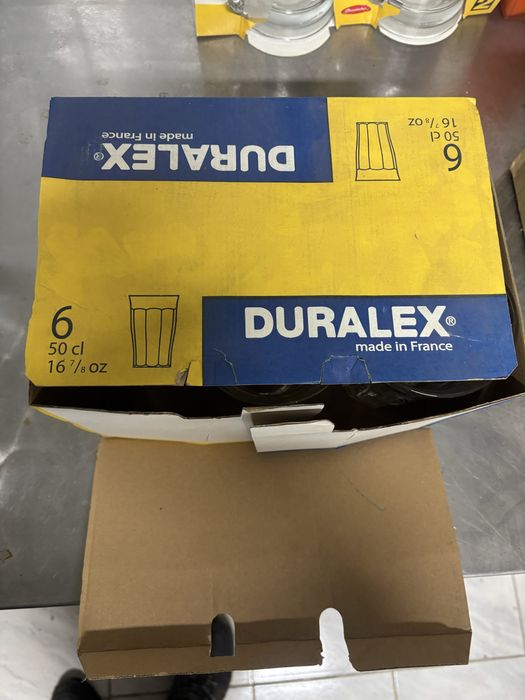 DURALEX®
made in France
6
50 cl
16 7/8 oz
6
50 cl
16 7/8 oz
DURALEX®
made in France